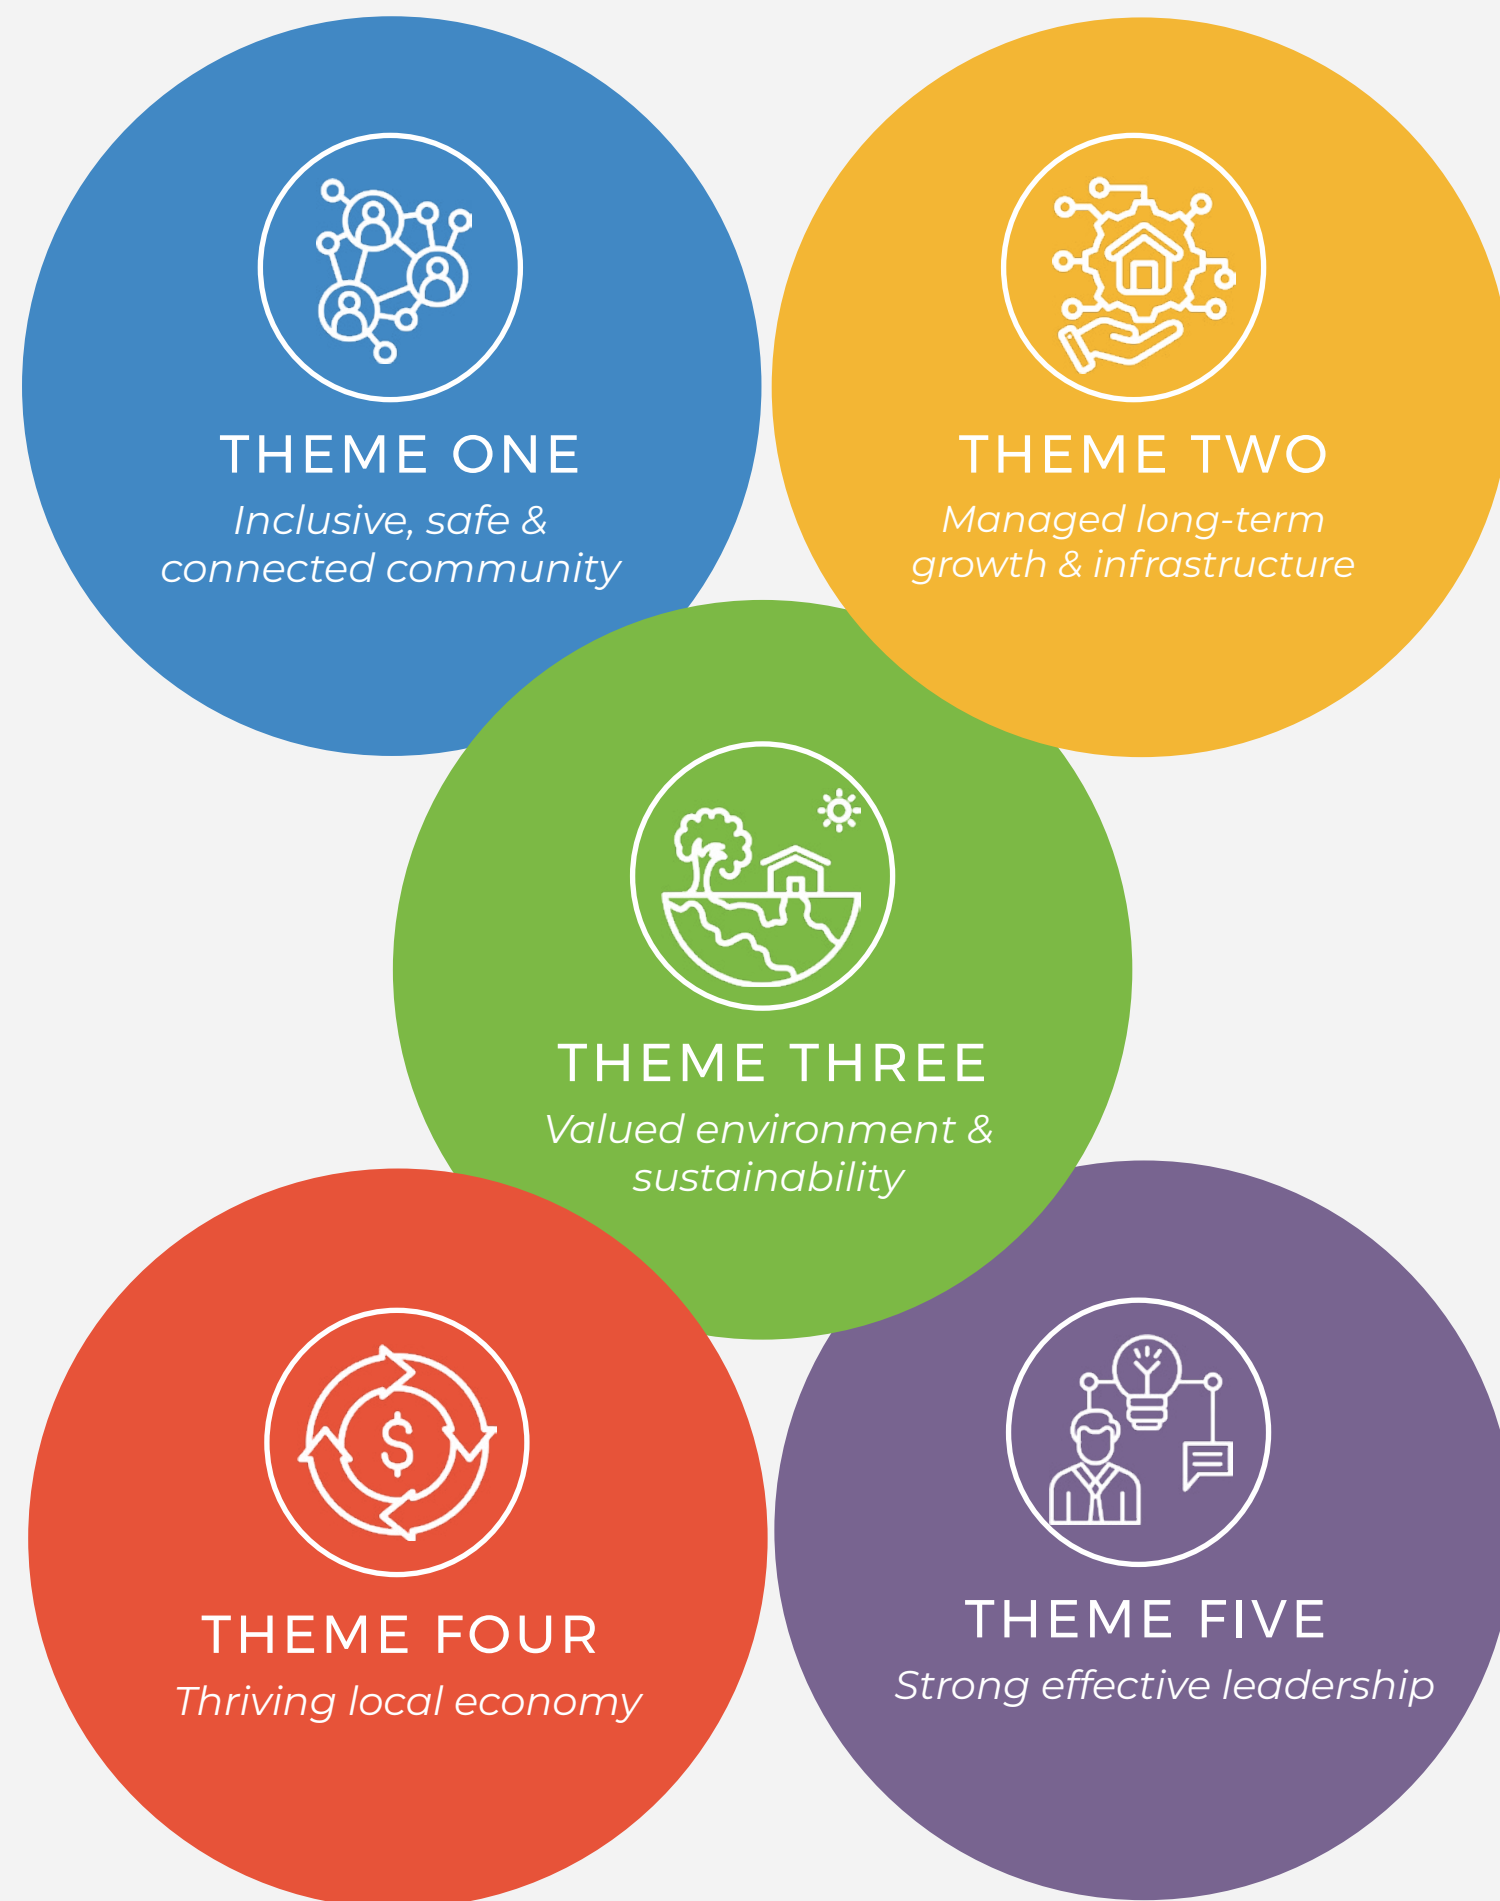 THEME ONE
Inclusive, safe &
connected community
THEME TWO
Managed long-term
growth & infrastructure
THEME THREE
Valued environment &
sustainability
$
THEME FOUR
Thriving local economy
THEME FIVE
Strong effective leadership